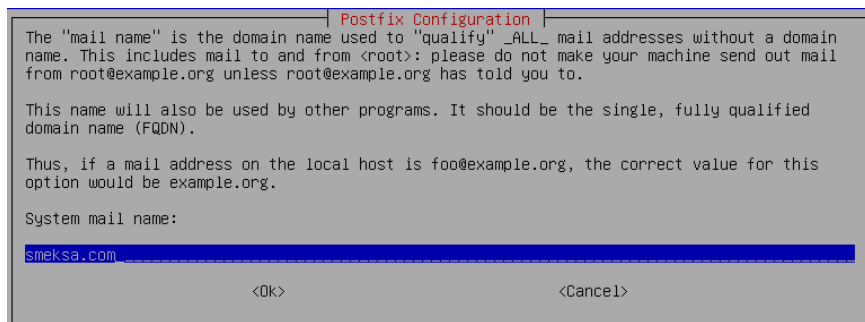 Postfix Configuration
The "mail name" is the domain name used to "qualify" _ALL_ mail addresses without a domain
name. This includes mail to and from <root>: please do not make your machine send out mail
from root@example.org unless root@example.org has told you to.
This name will also be used by other programs. It should be the single, fully qualified
domain name (FQDN).
Thus, if a mail address on the local host is foo@example.org, the correct value for this
option would be example.org.
System mail name:
smeksa.com
<Ok> <Cancel>